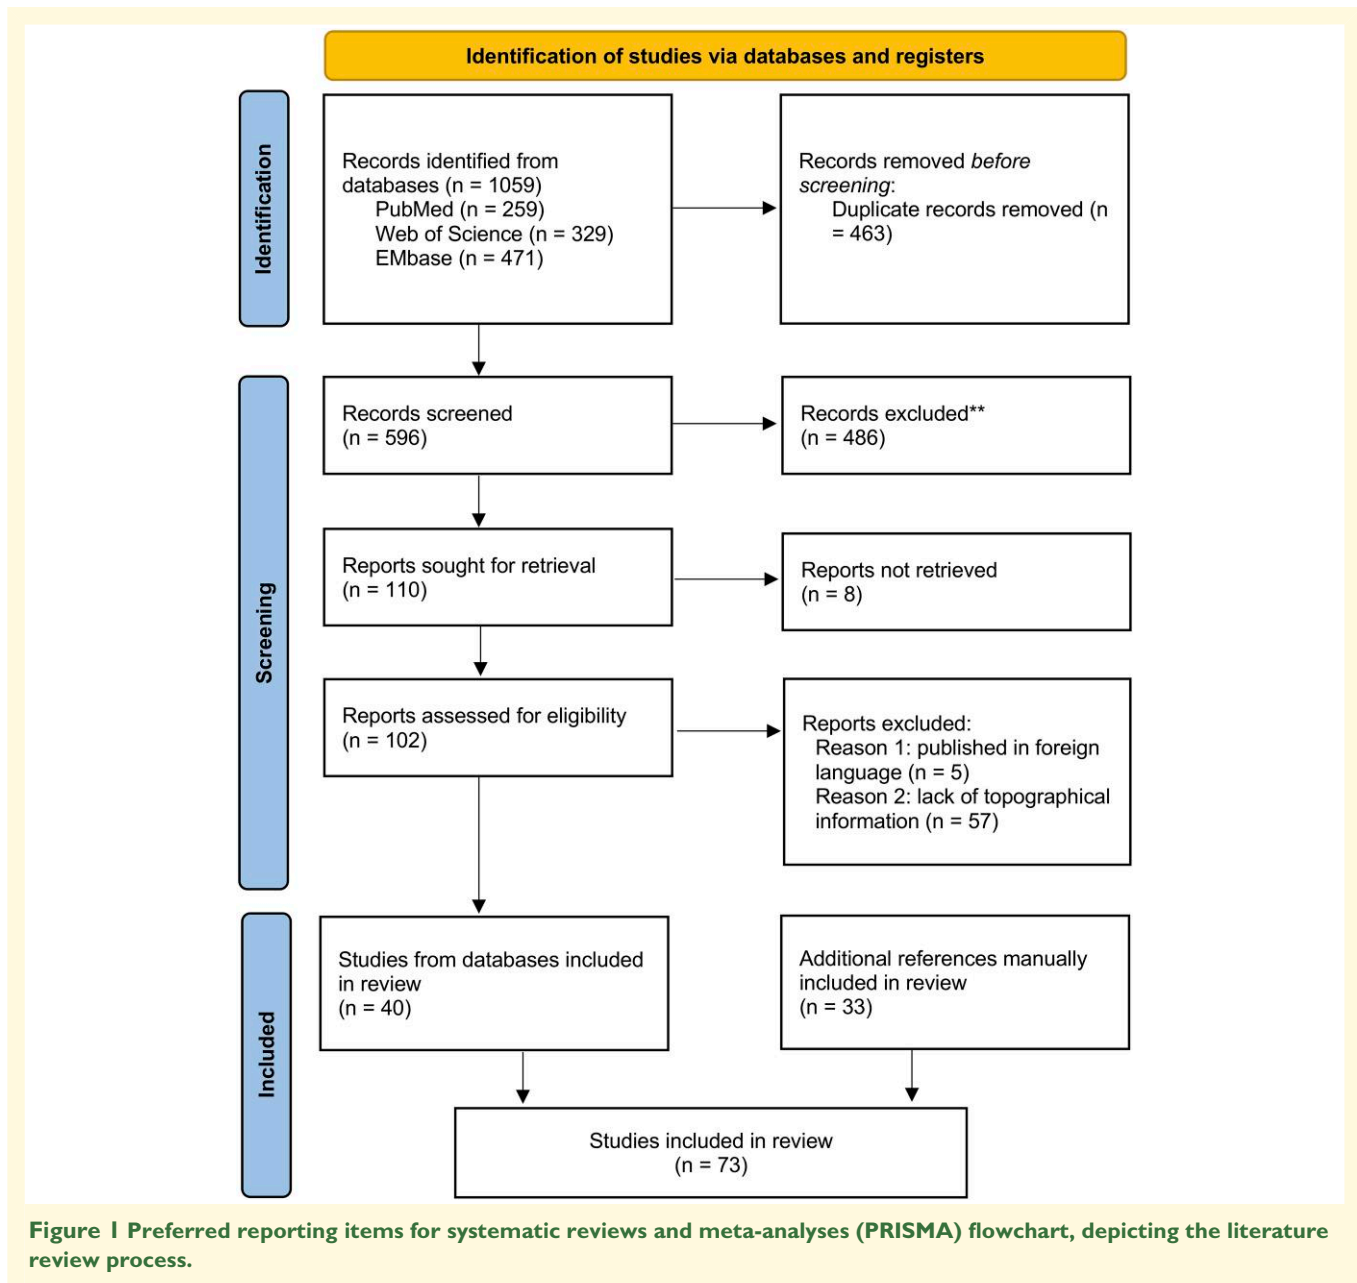 Identification of studies via databases and registers
Identification
Records identified from
databases (n = 1059)
PubMed (n = 259)
Web of Science (n = 329)
EMbase (n = 471)
Records removed before
screening:
Duplicate records removed (n
= 463)
Screening
Records screened
(n = 596)
Records excluded**
(n = 486)
Reports sought for retrieval
(n = 110)
Reports not retrieved
(n = 8)
Reports assessed for eligibility
(n = 102)
Reports excluded:
Reason 1: published in foreign
language (n = 5)
Reason 2: lack of topographical
information (n = 57)
Included
Studies from databases included
in review
(n = 40)
Additional references manually
included in review
(n = 33)
Studies included in review
(n = 73)
Figure 1 Preferred reporting items for systematic reviews and meta-analyses (PRISMA) flowchart, depicting the literature
review process.